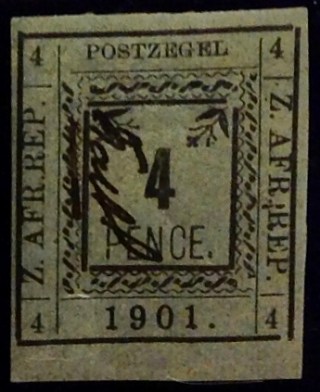 4 POSTZEGEL 4
Z. AFR. REP.
4
PENCE.
Z. AFR. REP.
4 1901. 4